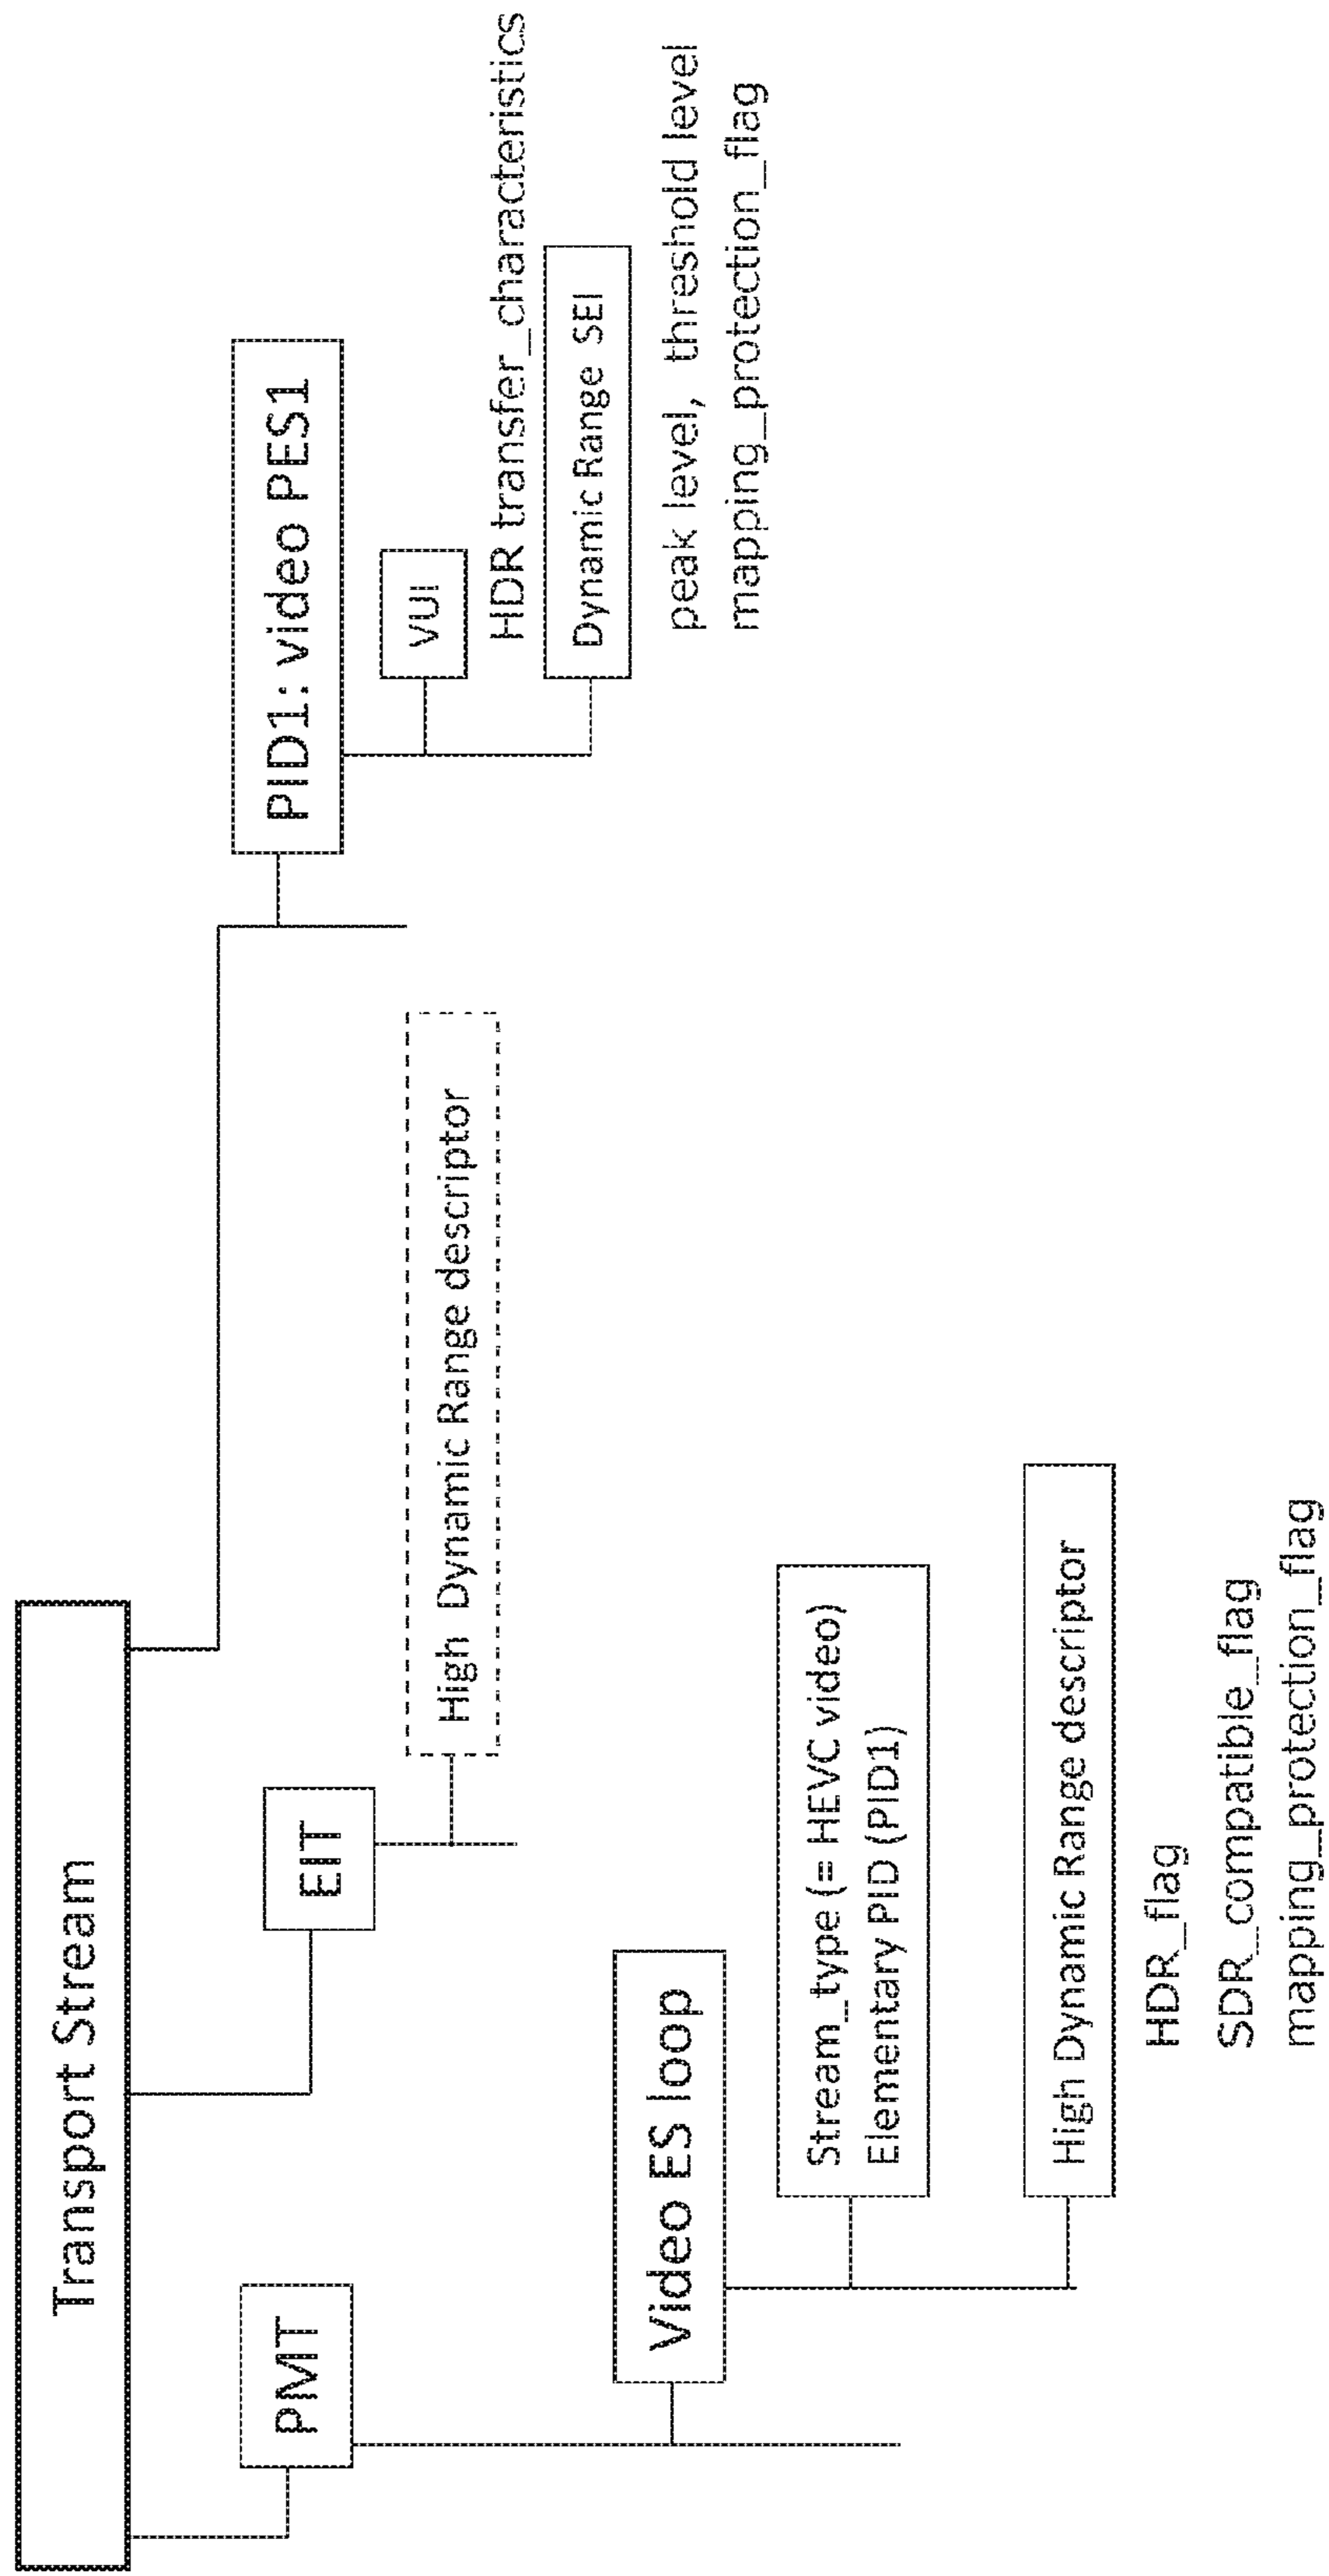 Transport Stream
PMT
Video ES loop
Stream_type (= HEVC video)
Elementary PID (PID1)
High Dynamic Range descriptor
HDR_flag
SDR_compatible_flag
mapping_protection_flag
EIT
High Dynamic Range descriptor
PID1: video PES1
VUI
HDR transfer_characteristics
Dynamic Range SEI
peak level, threshold level
mapping_protection_flag